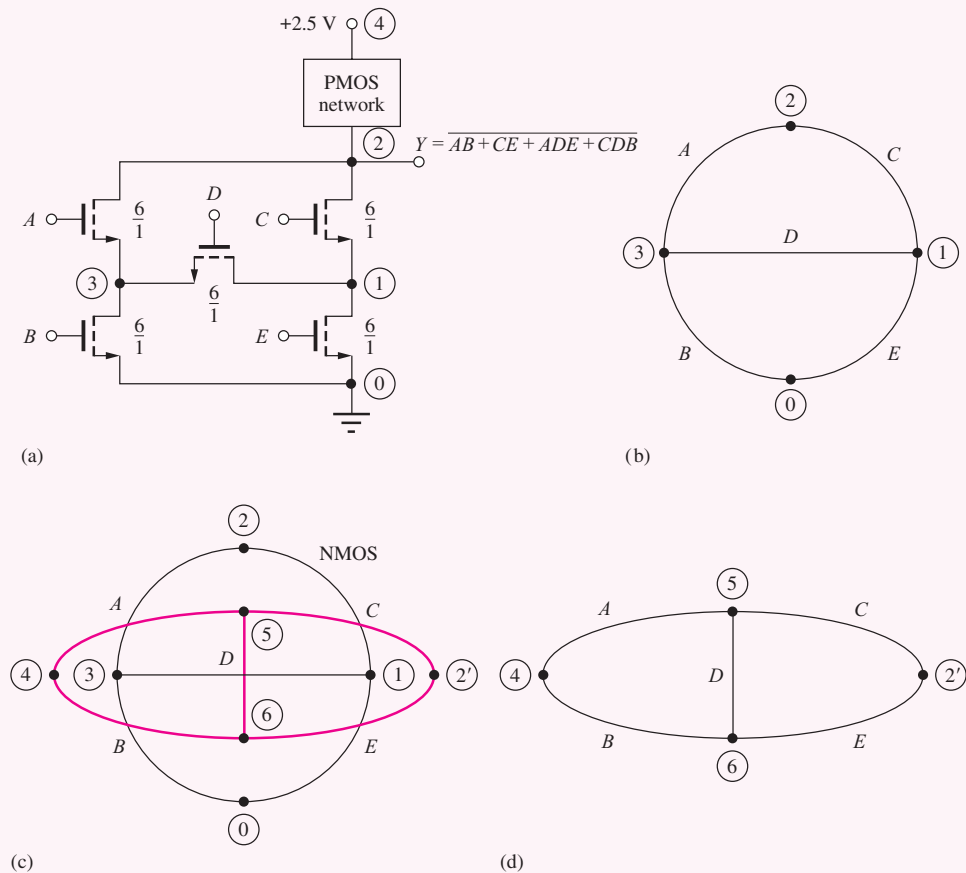 +2.5 V ④
PMOS
network
②
Y = \overline{AB + CE + ADE + CDB}
A
6
1
D
C
6
1
③
6
1
①
B
6
1
E
6
1
⓪
(a)
②
A
C
③
D
①
B
E
⓪
(b)
②
NMOS
A
C
⑤
④
③
D
①
2′
⑥
B
E
⓪
(c)
⑤
A
C
④
D
2′
B
E
⑥
(d)